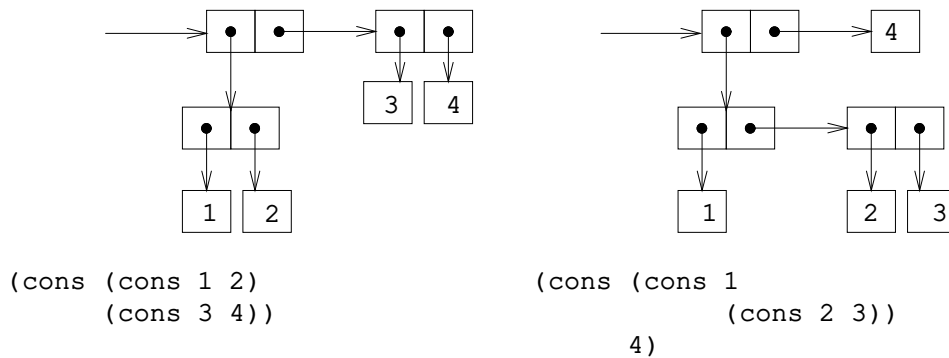 4
3 4
1 2
1 2 3
(cons (cons 1 2)
(cons 3 4))
(cons (cons 1
(cons 2 3))
4)